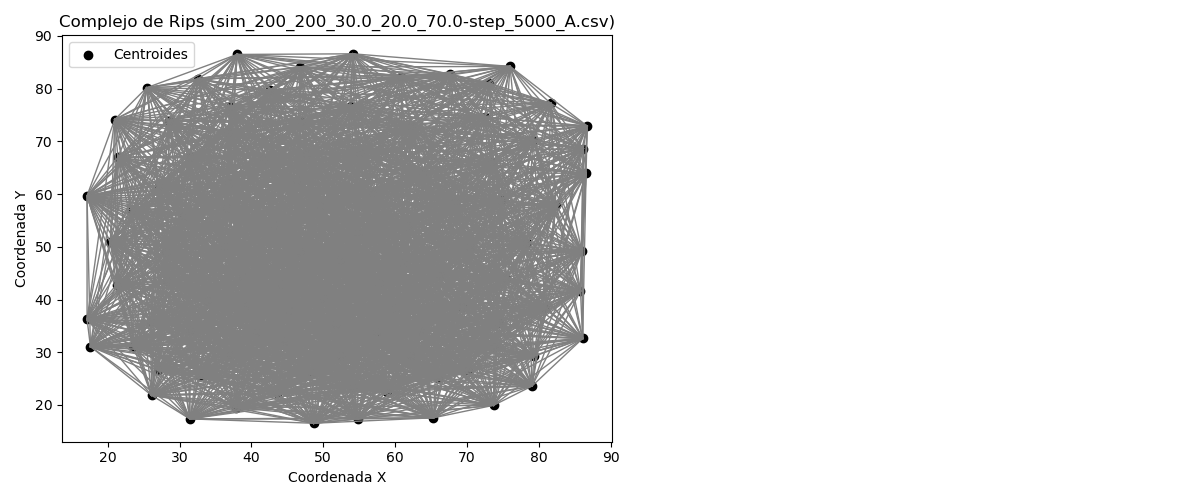 Complejo de Rips (sim_200_200_30.0_20.0_70.0-step_5000_A.csv)
Centroides
90
80
70
60
50
40
30
20
Coordenada Y
20 30 40 50 60 70 80 90
Coordenada X